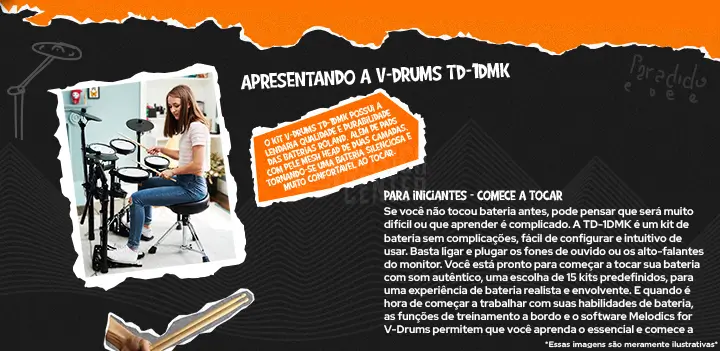 APRESENTANDO A V-DRUMS TD-1DMK
O KIT V-DRUMS TD-1DMK POSSUI A
LENDÁRIA QUALIDADE E DURABILIDADE
DAS BATERIAS ROLAND. ALÉM DE PADS
COM PELE MESH HEAD DE DUAS CAMADAS,
TORNANDO-SE UMA BATERIA SILENCIOSA E
MUITO CONFORTÁVEL AO TOCAR.
PARA INICIANTES - COMECE A TOCAR
Se você não tocou bateria antes, pode pensar que será muito
difícil ou que aprender é complicado. A TD-1DMK é um kit de
bateria sem complicações, fácil de configurar e intuitivo de
usar. Basta ligar e plugar os fones de ouvido ou os alto-falantes
do monitor. Você está pronto para começar a tocar sua bateria
com som autêntico, uma escolha de 15 kits predefinidos, para
uma experiência de bateria realista e envolvente. E quando é
hora de começar a trabalhar com suas habilidades de bateria,
as funções de treinamento a bordo e o software Melodics for
V-Drums permitem que você aprenda o essencial e comece a
*Essas imagens são meramente ilustrativas*